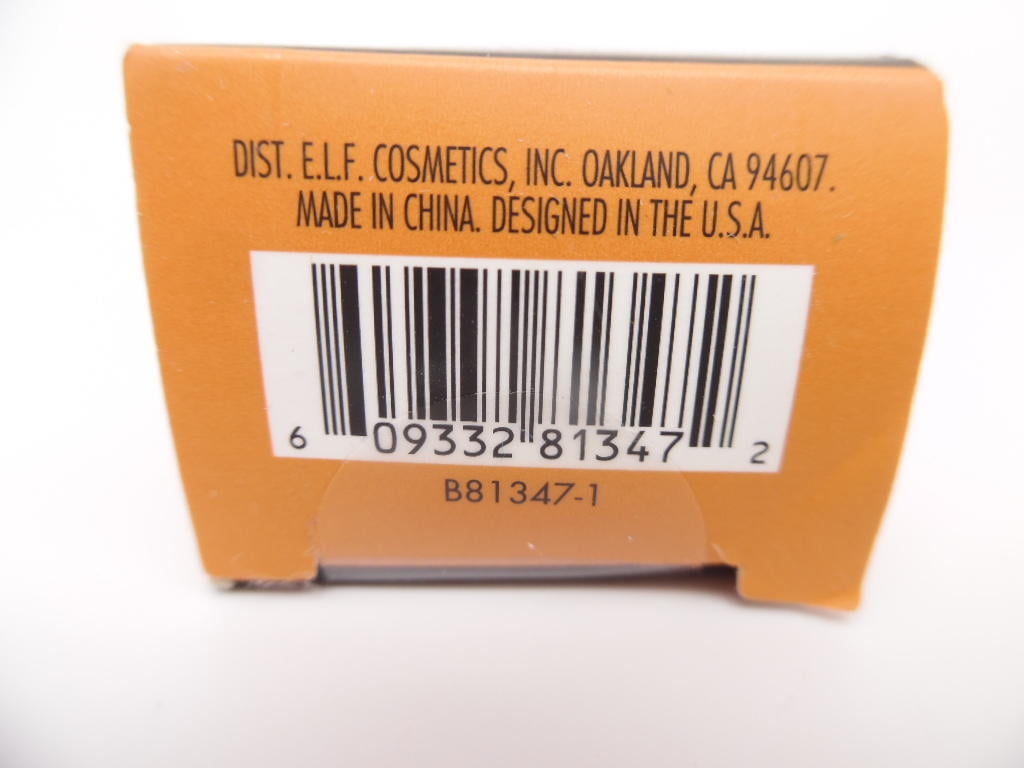 DIST. E.L.F. COSMETICS, INC. OAKLAND, CA 94607.
MADE IN CHINA. DESIGNED IN THE U.S.A.
6 09332 81347 2
B81347-1